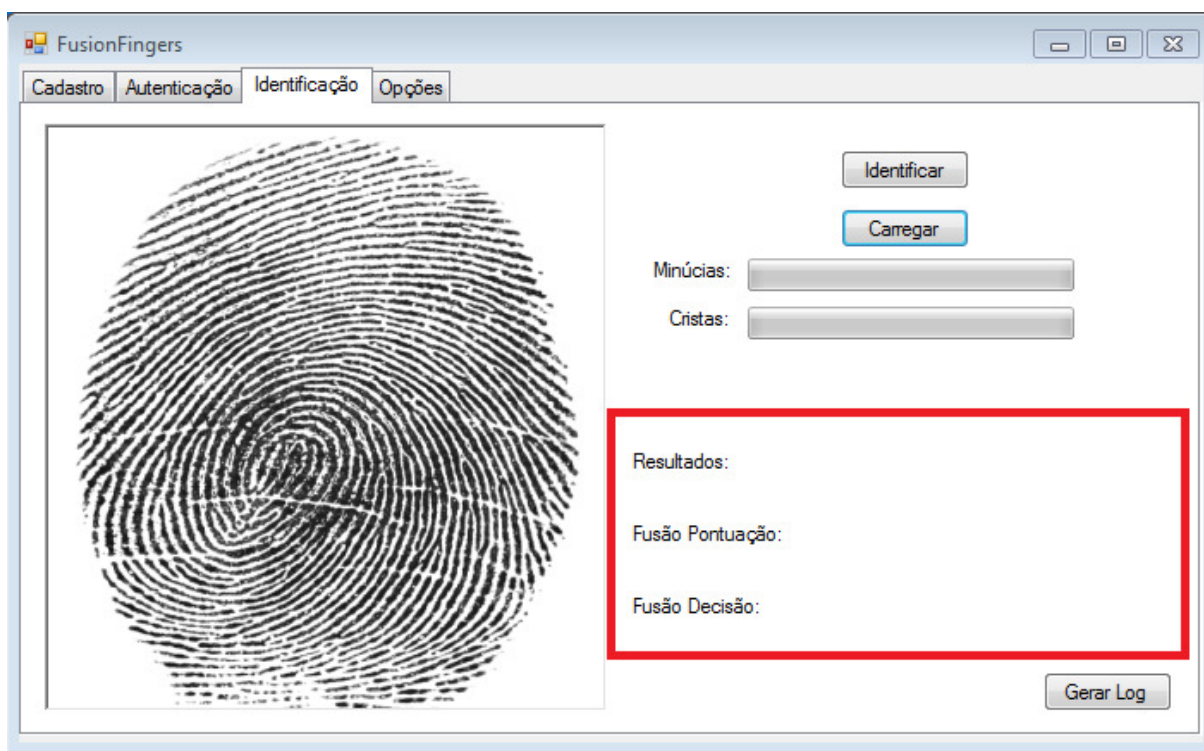 FusionFingers
Cadastro Autenticação Identificação Opções
Identificar
Carregar
Minúcias:
Cristas:
Resultados:
Fusão Pontuação:
Fusão Decisão:
Gerar Log